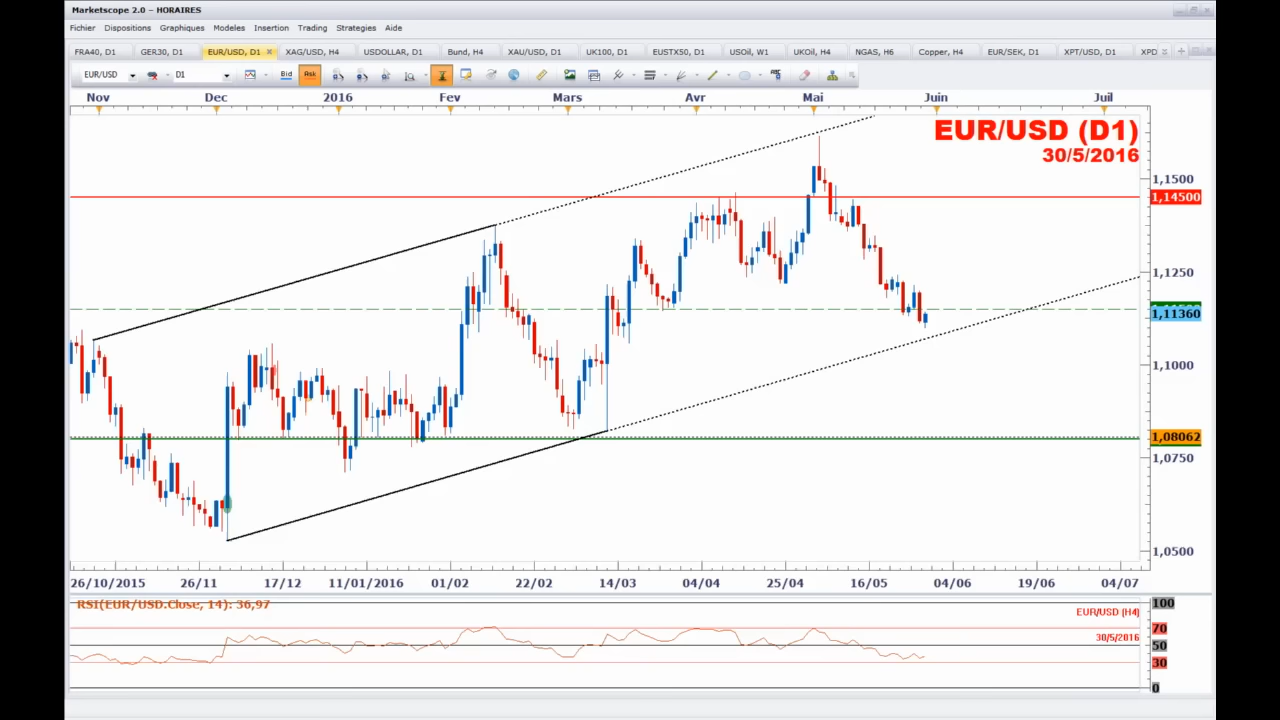 Marketscope 2.0 – HORAIRES
Fichier Dispositions Graphiques Modeles Insertion Trading Strategies Aide
FRA40, D1 GER30, D1 EUR/USD, D1 XAG/USD, H4 USDOLLAR, D1 Bund, H4 XAU/USD, D1 UK100, D1 EUSTX50, D1 USOil, W1 UKOil, H4 NGAS, H6 Copper, H4 EUR/SEK, D1 XPT/USD, D1 XPD
EUR/USD D1 Bid Ask
Nov Dec 2016 Fev Mars Avr Mai Juin Juil
EUR/USD (D1)
30/5/2016
1,1500
1,14500
1,1250
1,11360
1,1000
1,08062
1,0750
1,0500
26/10/2015 26/11 17/12 11/01/2016 01/02 22/02 14/03 04/04 25/04 16/05 04/06 19/06 04/07
RSI(EUR/USD.Close, 14): 36,97
100
EUR/USD (H4)
70
30/5/2016
50
30
0